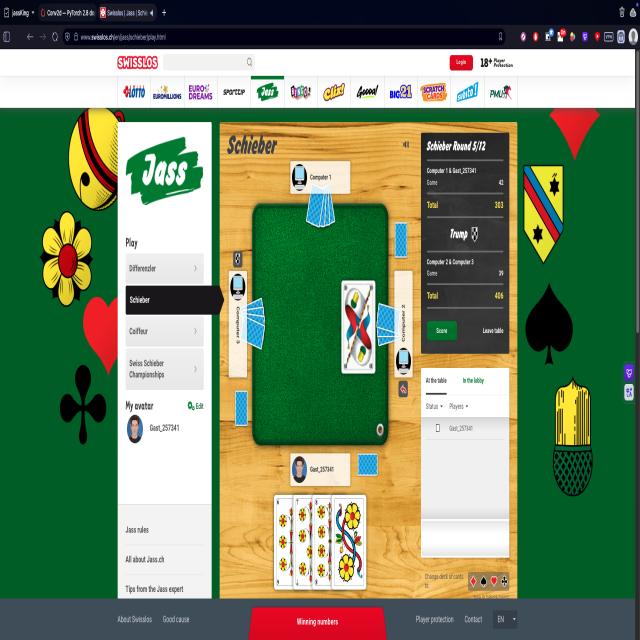 jassKing
Conv2d — PyTorch 2.8 do
Swisslos | Jass | Schi
www.swisslos.ch/en/jass/schieber/play.html
SWISSLOS
Login
18+ Player Protection
LOTTO
EUROMILLIONS
EURO DREAMS
SPORTTIP
Jass
CLIX!
Goooal!
BIG 21
SCRATCH CARDS
PMU
Jass
Play
Differenzler
Schieber
Coiffeur
Swiss Schieber
Championships
My avatar
Edit
Gast_257341
Jass rules
All about Jass.ch
Tips from the Jass expert
Schieber
Computer 1
Computer 3
Computer 2
Gast_257341
Schieber Round 5/12
Computer 1 & Gast_257341
Game 42
Total 303
Trump
Computer 2 & Computer 3
Game 39
Total 406
Score
Leave table
At the table
In the lobby
Status
Players
Gast_257341
Change deck of cards
to:
About Swisslos
Good cause
Winning numbers
Player protection
Contact
EN